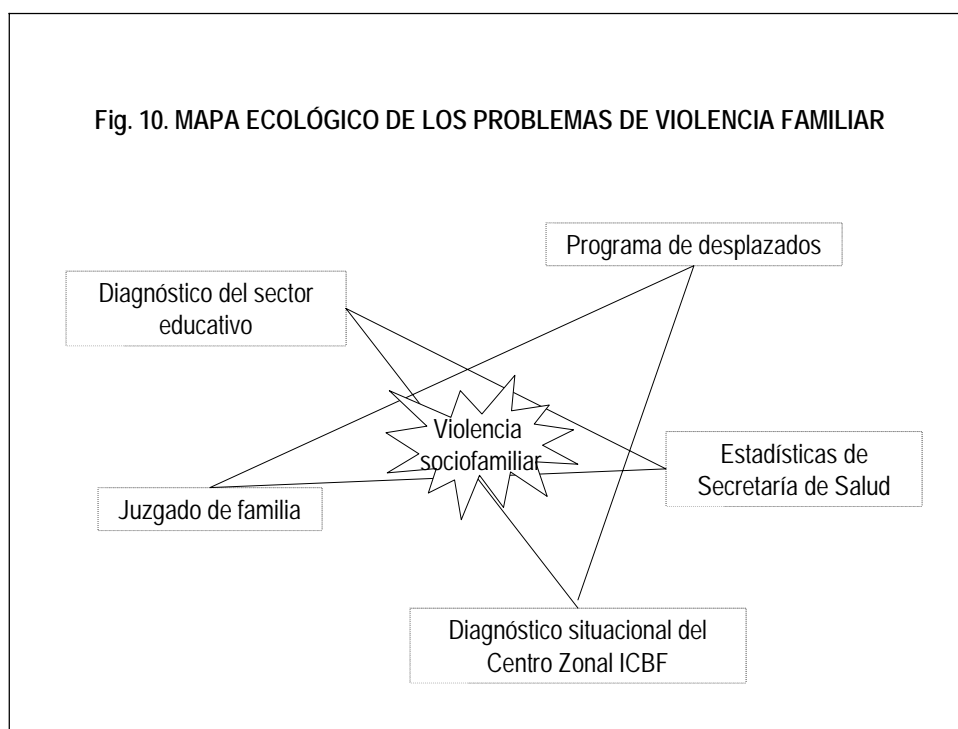 Fig. 10. MAPA ECOLÓGICO DE LOS PROBLEMAS DE VIOLENCIA FAMILIAR
Programa de desplazados
Diagnóstico del sector
educativo
Violencia
sociofamiliar
Estadísticas de
Secretaría de Salud
Juzgado de familia
Diagnóstico situacional del
Centro Zonal ICBF